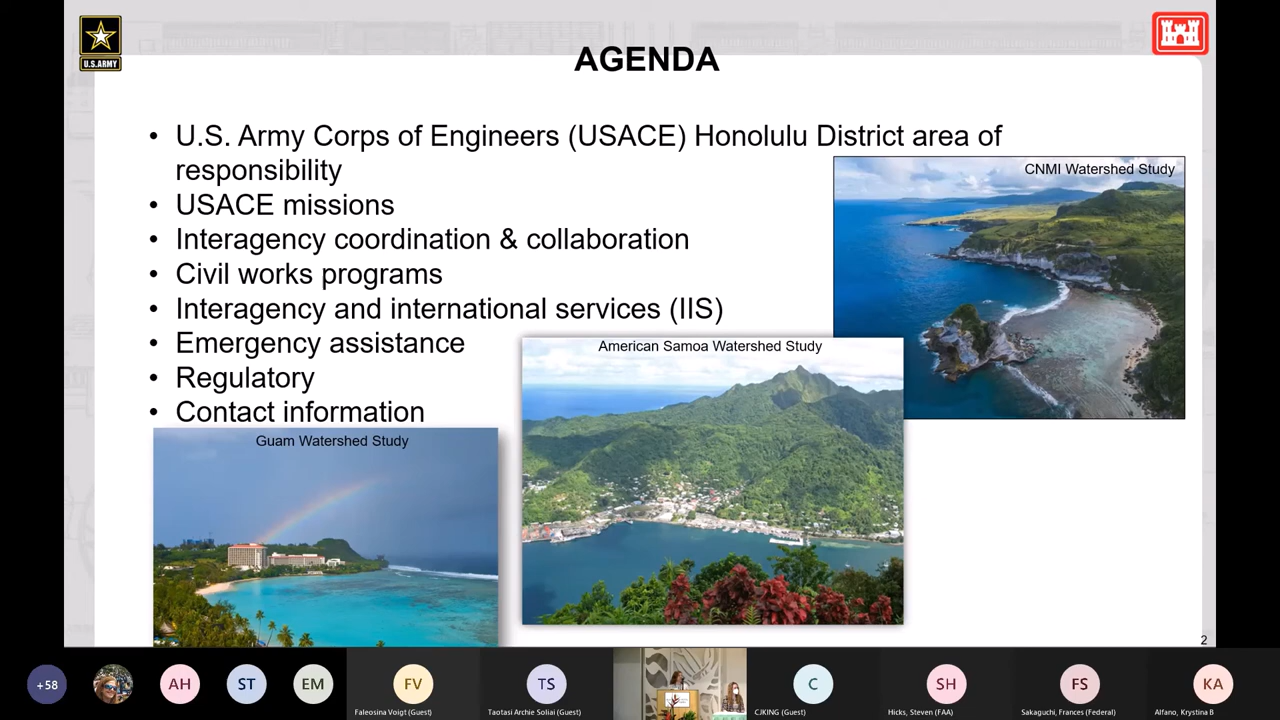 U.S. ARMY
AGENDA
• U.S. Army Corps of Engineers (USACE) Honolulu District area of
responsibility
• USACE missions
• Interagency coordination & collaboration
• Civil works programs
• Interagency and international services (IIS)
• Emergency assistance
• Regulatory
• Contact information
CNMI Watershed Study
American Samoa Watershed Study
Guam Watershed Study
2
+58
AH
ST
EM
FV
Faleosina Voigt (Guest)
TS
Taotasi Archie Soliai (Guest)
C
CJKING (Guest)
SH
Hicks, Steven (FAA)
FS
Sakaguchi, Frances (Federal)
KA
Alfano, Krystina B